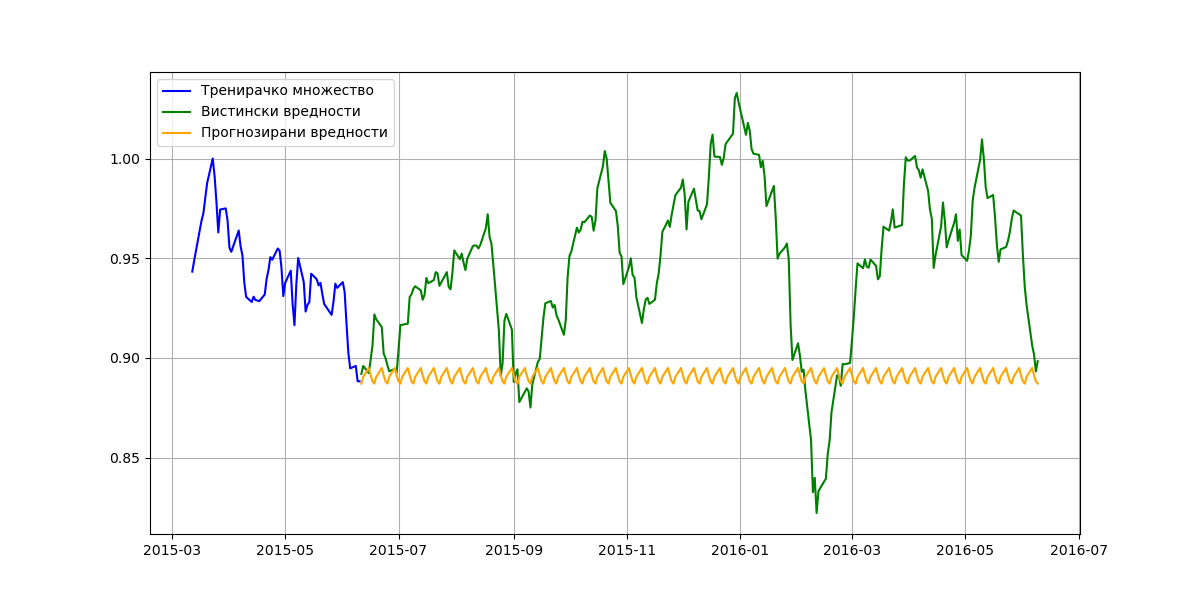 Тренирачко множество
Вистински вредности
Прогнозирани вредности
1.00
0.95
0.90
0.85
2015-03 2015-05 2015-07 2015-09 2015-11 2016-01 2016-03 2016-05 2016-07